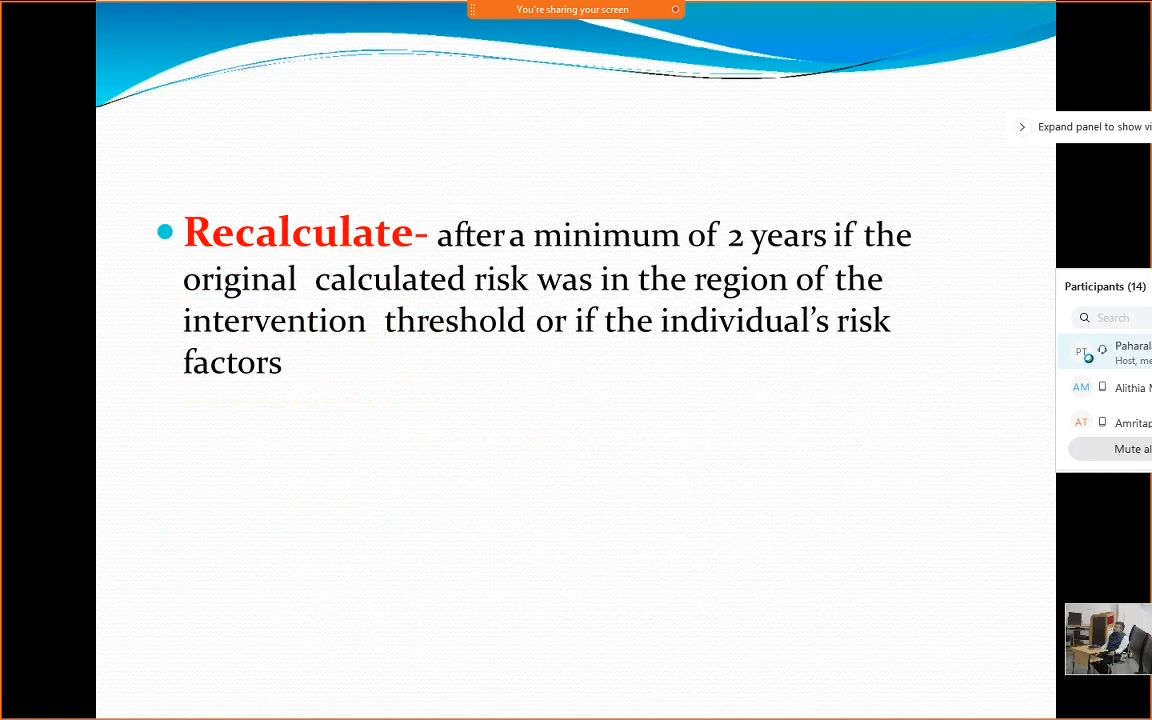 You're sharing your screen
Expand panel to show vi
• Recalculate- after a minimum of 2 years if the
original calculated risk was in the region of the
intervention threshold or if the individual's risk
factors
Participants (14)
Search
PT Paharal
Host, me
AM Alithia M
AT Amritap
Mute al